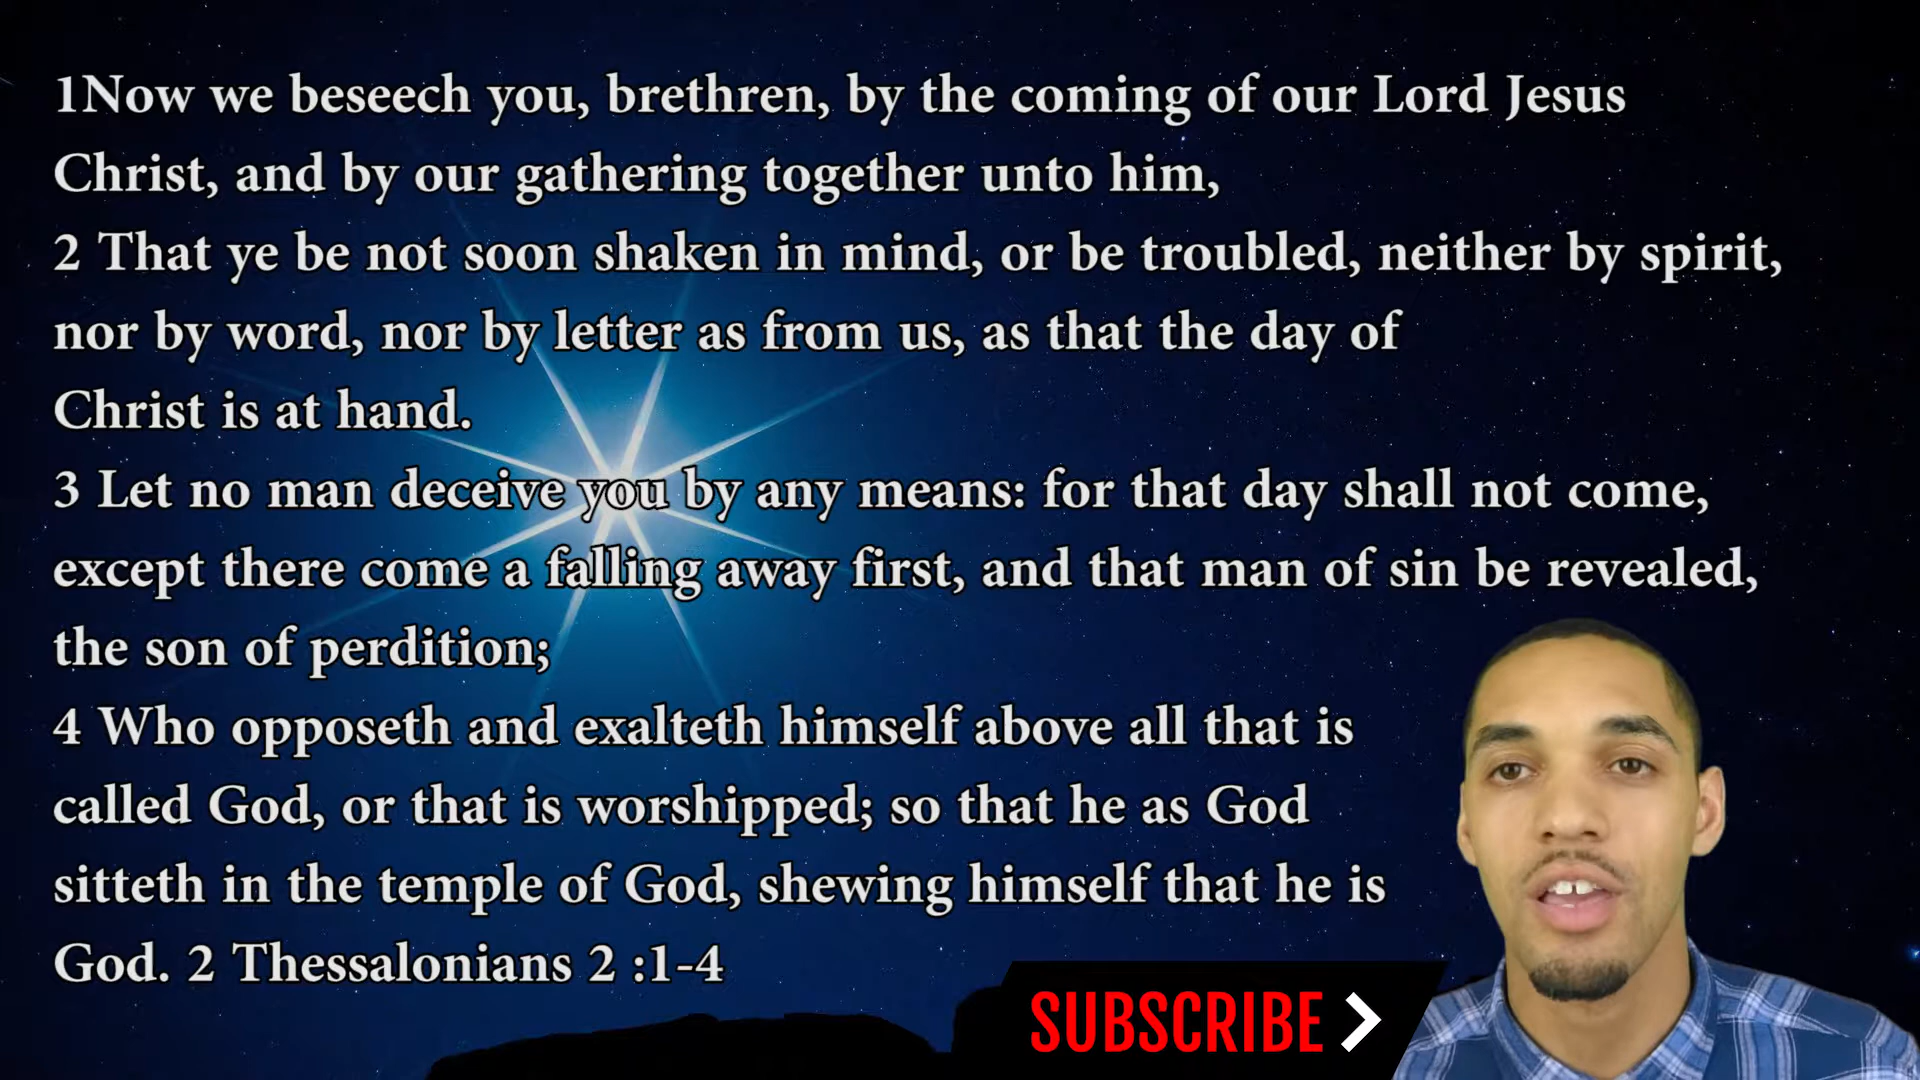 1Now we beseech you, brethren, by the coming of our Lord Jesus
Christ, and by our gathering together unto him,
2 That ye be not soon shaken in mind, or be troubled, neither by spirit,
nor by word, nor by letter as from us, as that the day of
Christ is at hand.
3 Let no man deceive you by any means: for that day shall not come,
except there come a falling away first, and that man of sin be revealed,
the son of perdition;
4 Who opposeth and exalteth himself above all that is
called God, or that is worshipped; so that he as God
sitteth in the temple of God, shewing himself that he is
God. 2 Thessalonians 2 :1-4
SUBSCRIBE